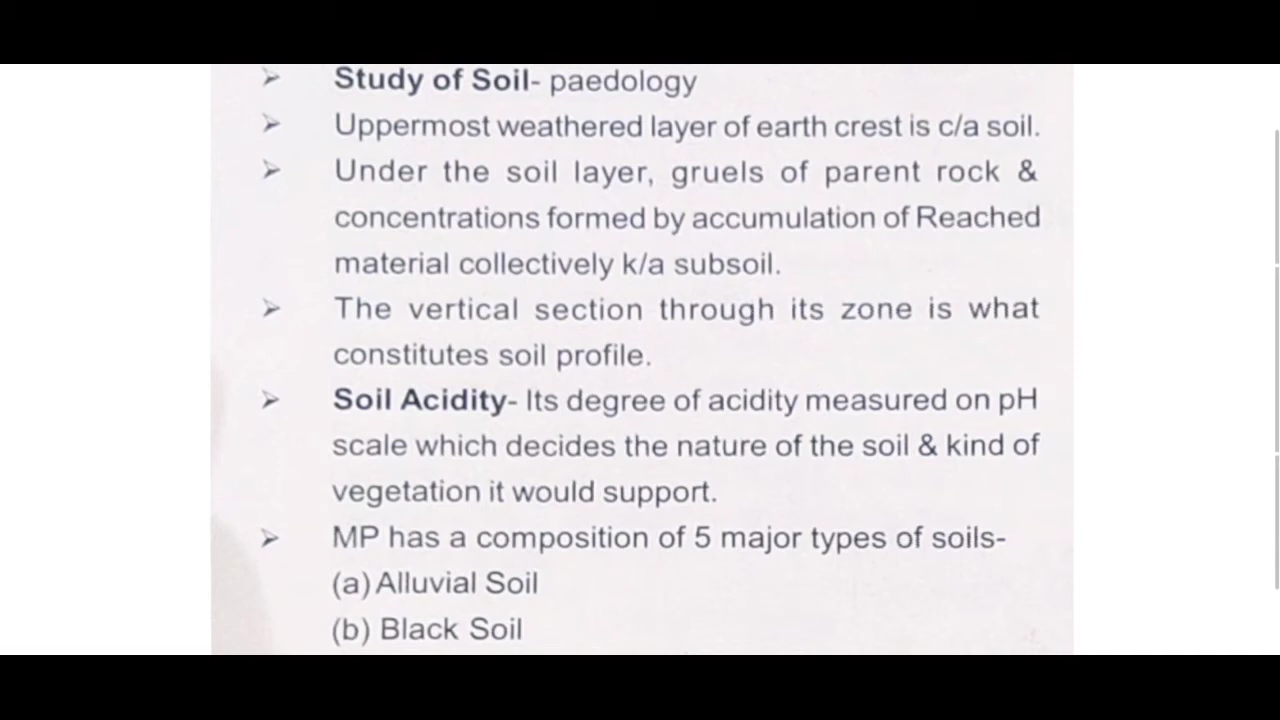 ➢ Study of Soil- paedology
➢ Uppermost weathered layer of earth crest is c/a soil.
➢ Under the soil layer, gruels of parent rock &
concentrations formed by accumulation of Reached
material collectively k/a subsoil.
➢ The vertical section through its zone is what
constitutes soil profile.
➢ Soil Acidity- Its degree of acidity measured on pH
scale which decides the nature of the soil & kind of
vegetation it would support.
➢ MP has a composition of 5 major types of soils-
(a) Alluvial Soil
(b) Black Soil